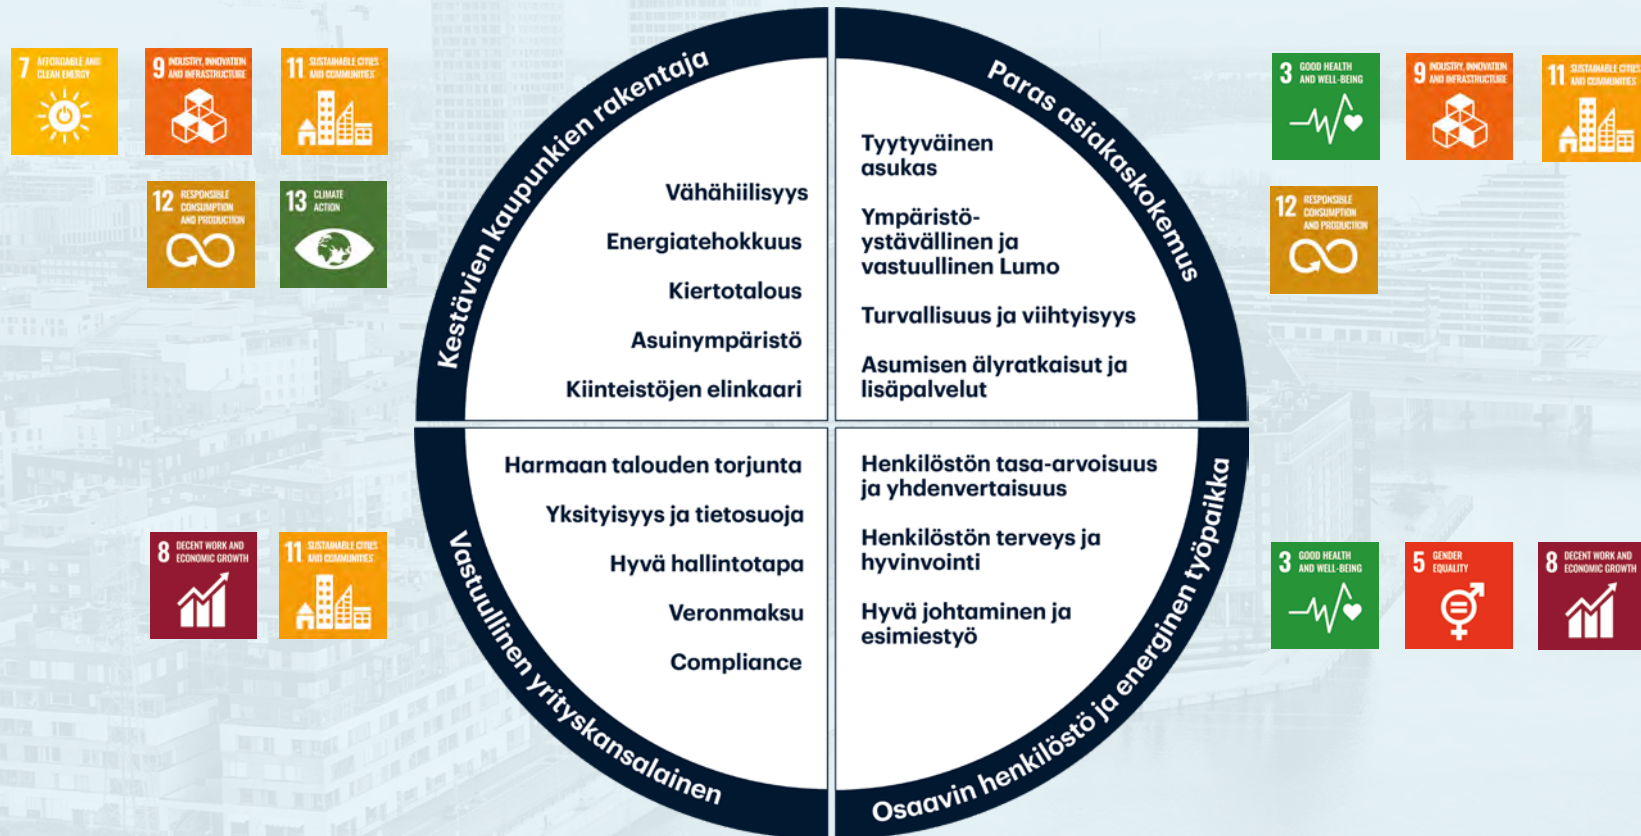 7 AFFORDABLE AND
CLEAN ENERGY
9 INDUSTRY, INNOVATION
AND INFRASTRUCTURE
11 SUSTAINABLE CITIES
AND COMMUNITIES
12 RESPONSIBLE
CONSUMPTION
AND PRODUCTION
13 CLIMATE
ACTION
Kestävien kaupunkien rakentaja
Vähähiilisyys
Energiatehokkuus
Kiertotalous
Asuinympäristö
Kiinteistöjen elinkaari
Paras asiakaskokemus
Tyytyväinen
asukas
Ympäristö-
ystävällinen ja
vastuullinen Lumo
Turvallisuus ja viihtyisyys
Asumisen älyratkaisut ja
lisäpalvelut
3 GOOD HEALTH
AND WELL-BEING
9 INDUSTRY, INNOVATION
AND INFRASTRUCTURE
11 SUSTAINABLE CITIES
AND COMMUNITIES
12 RESPONSIBLE
CONSUMPTION
AND PRODUCTION
8 DECENT WORK AND
ECONOMIC GROWTH
11 SUSTAINABLE CITIES
AND COMMUNITIES
Vastuullinen yrityskansalainen
Harmaan talouden torjunta
Yksityisyys ja tietosuoja
Hyvä hallintotapa
Veronmaksu
Compliance
Osaavin henkilöstö ja energinen työpaikka
Henkilöstön tasa-arvoisuus
ja yhdenvertaisuus
Henkilöstön terveys ja
hyvinvointi
Hyvä johtaminen ja
esimiestyö
3 GOOD HEALTH
AND WELL-BEING
5 GENDER
EQUALITY
8 DECENT WORK AND
ECONOMIC GROWTH